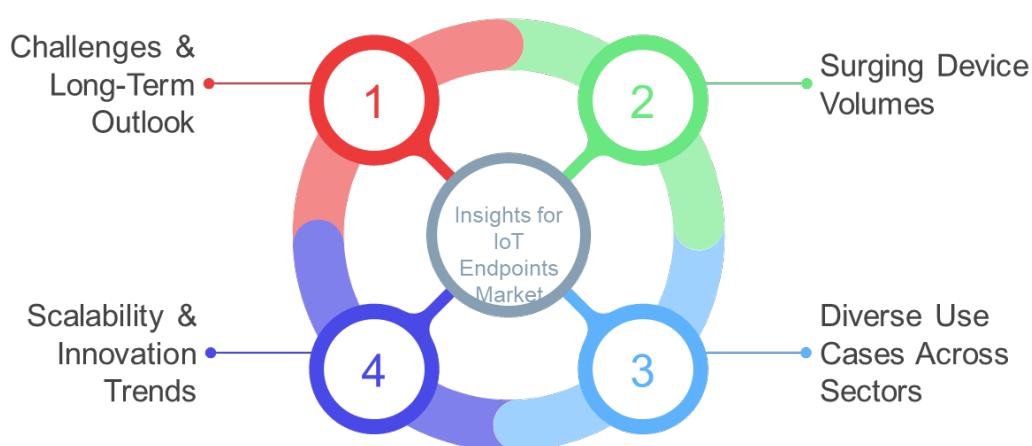 Challenges &
Long-Term
Outlook
1
2
Surging Device
Volumes
Insights for
IoT
Endpoints
Market
Scalability &
Innovation
Trends
4
3
Diverse Use
Cases Across
Sectors